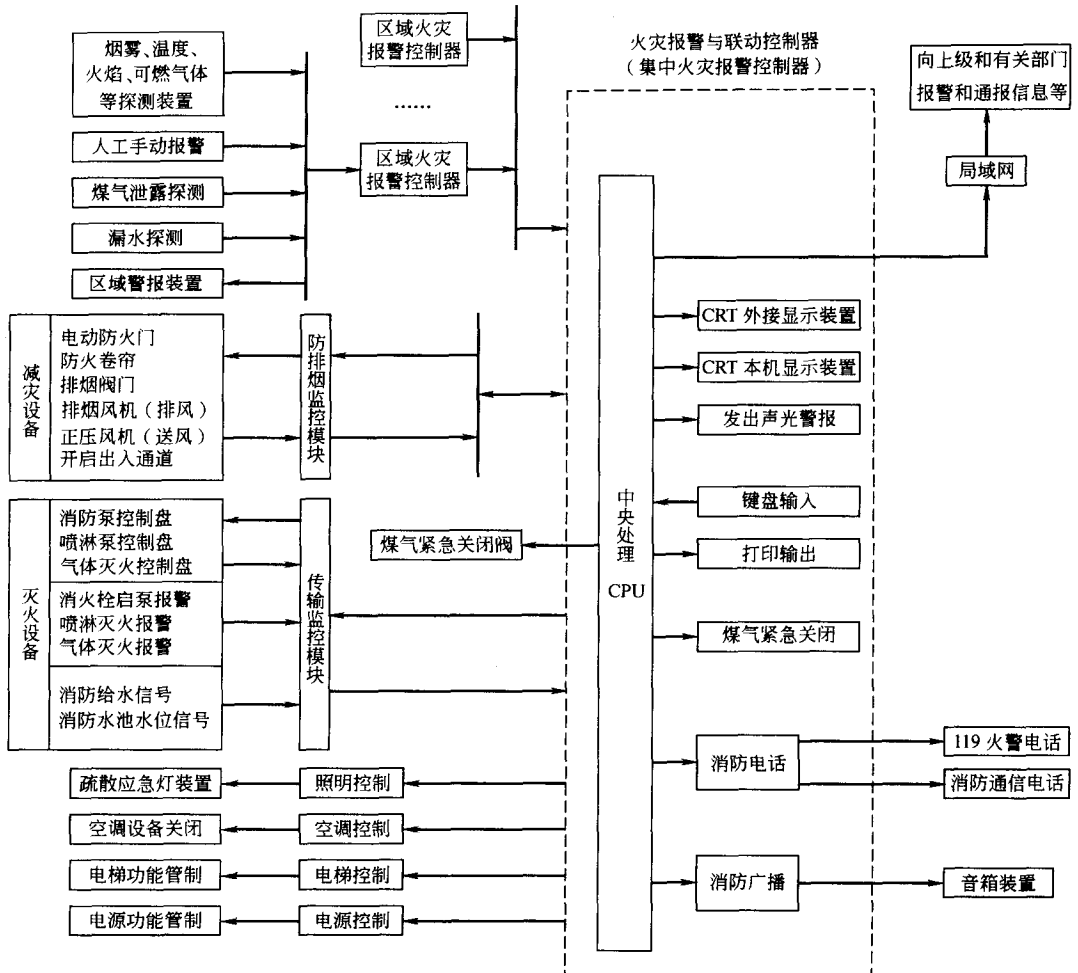 烟雾、温度、
火焰、可燃气体
等探测装置
人工手动报警
煤气泄露探测
漏水探测
区域警报装置
区域火灾
报警控制器
……
区域火灾
报警控制器
火灾报警与联动控制器
（集中火灾报警控制器）
向上级和有关部门
报警和通报信息等
局域网
减灾设备
电动防火门
防火卷帘
排烟阀门
排烟风机（排风）
正压风机（送风）
开启出入通道
防排烟监控模块
灭火设备
消防泵控制盘
喷淋泵控制盘
气体灭火控制盘
消火栓启泵报警
喷淋灭火报警
气体灭火报警
消防给水信号
消防水池水位信号
传输监控模块
煤气紧急关闭阀
疏散应急灯装置
照明控制
空调设备关闭
空调控制
电梯功能管制
电梯控制
电源功能管制
电源控制
中央处理
CPU
CRT 外接显示装置
CRT 本机显示装置
发出声光警报
键盘输入
打印输出
煤气紧急关闭
消防电话
119 火警电话
消防通信电话
消防广播
音箱装置